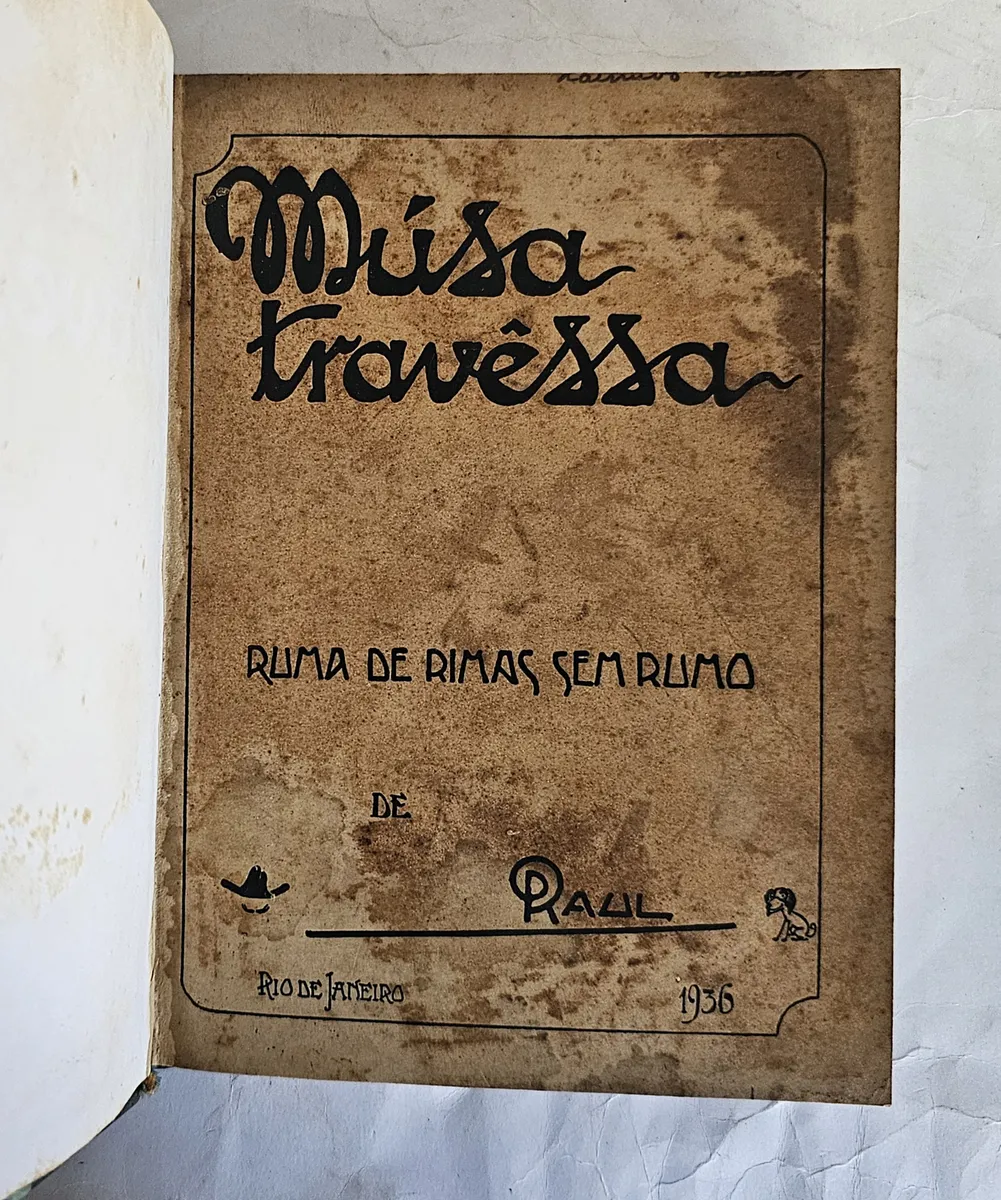 Músa
travêssa
RUMA DE RIMAS SEM RUMO
DE
RAUL
RIO DE JANEIRO
1936